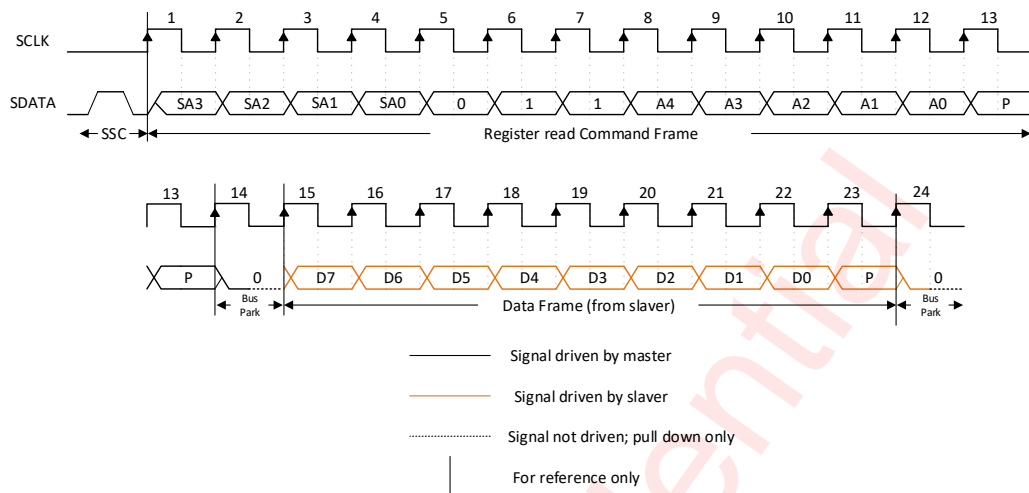 1 2 3 4 5 6 7 8 9 10 11 12 13
SCLK
SDATA SA3 SA2 SA1 SA0 0 1 1 A4 A3 A2 A1 A0 P
SSC Register read Command Frame
13 14 15 16 17 18 19 20 21 22 23 24
P 0 D7 D6 D5 D4 D3 D2 D1 D0 P 0
Bus Park Data Frame (from slaver) Bus Park
Signal driven by master
Signal driven by slaver
Signal not driven; pull down only
For reference only
ential